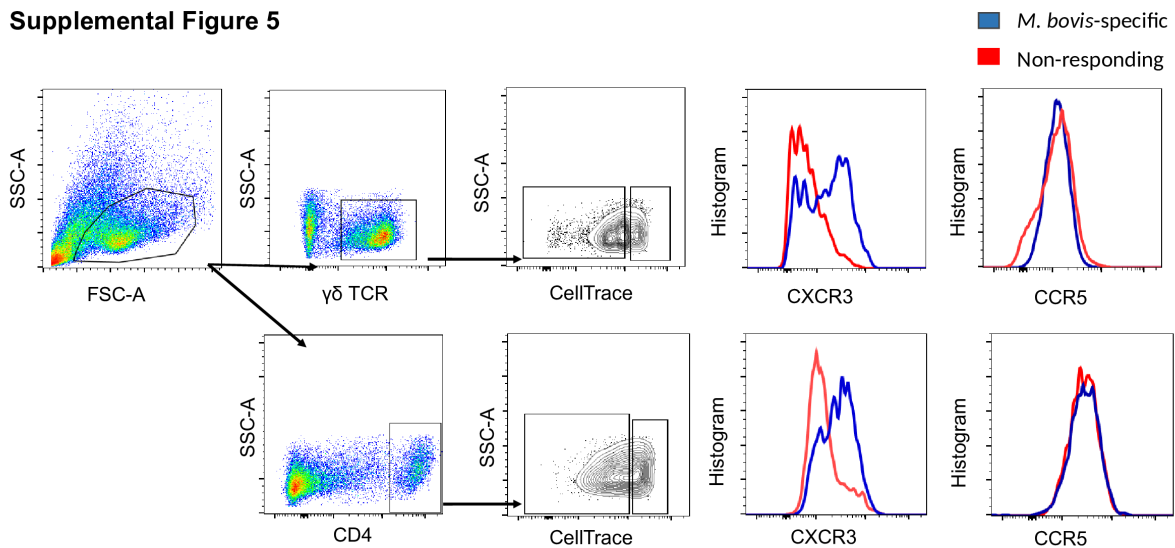 Supplemental Figure 5
M. bovis-specific
Non-responding
SSC-A
FSC-A
SSC-A
γδ TCR
SSC-A
CellTrace
Histogram
CXCR3
Histogram
CCR5
SSC-A
CD4
SSC-A
CellTrace
Histogram
CXCR3
Histogram
CCR5